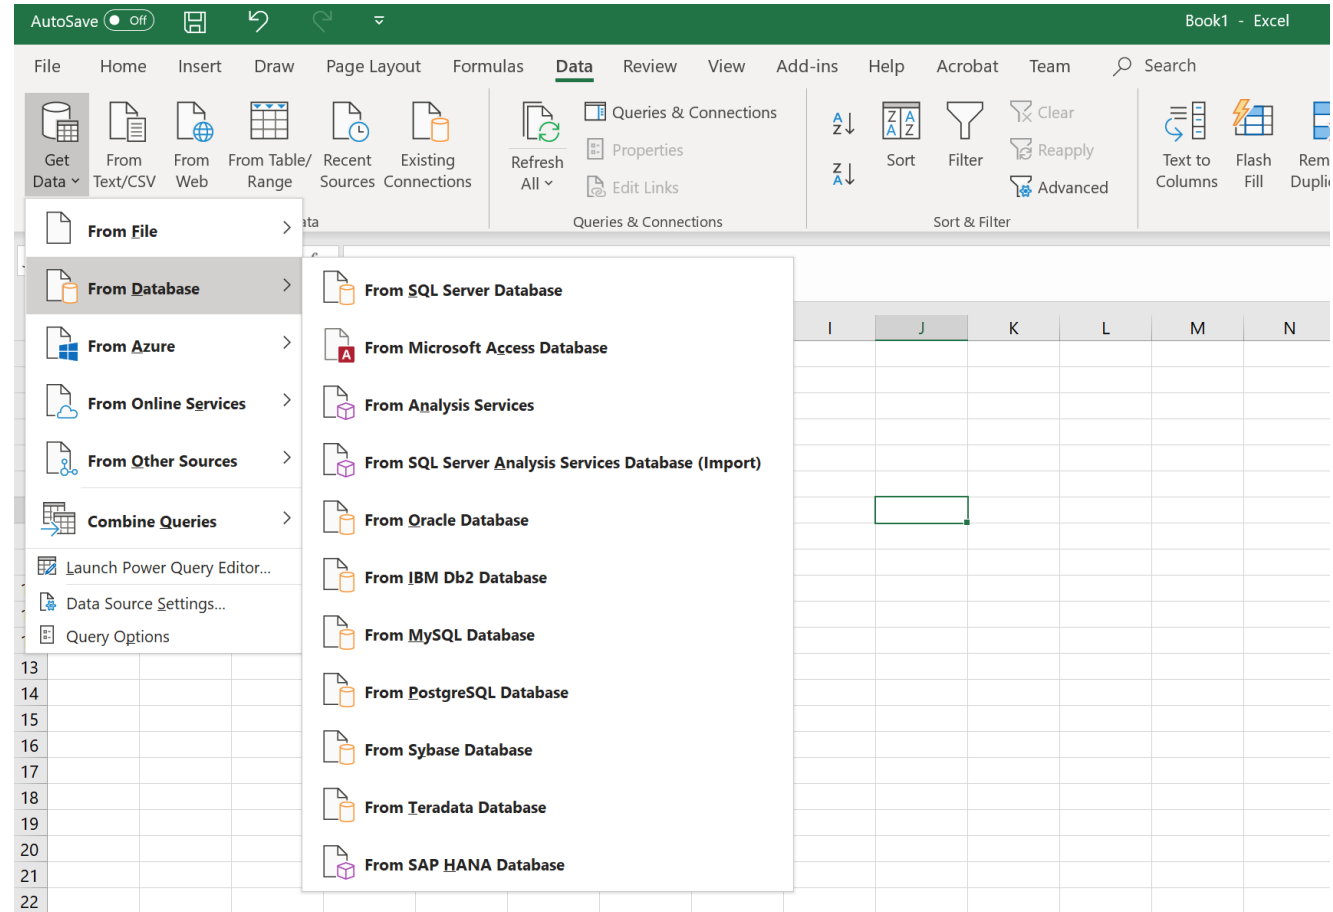 AutoSave Off
Book1 - Excel
File Home Insert Draw Page Layout Formulas Data Review View Add-ins Help Acrobat Team Search
Get Data
From Text/CSV
From Web
From Table/ Range
Recent Sources
Existing Connections
Refresh All
Queries & Connections
Properties
Edit Links
Queries & Connections
Sort
Filter
Clear
Reapply
Advanced
Sort & Filter
Text to Columns
Flash Fill
From File
From Database
From Azure
From Online Services
From Other Sources
Combine Queries
Launch Power Query Editor...
Data Source Settings...
Query Options
From SQL Server Database
From Microsoft Access Database
From Analysis Services
From SQL Server Analysis Services Database (Import)
From Oracle Database
From IBM Db2 Database
From MySQL Database
From PostgreSQL Database
From Sybase Database
From Teradata Database
From SAP HANA Database
I J K L M N
13
14
15
16
17
18
19
20
21
22